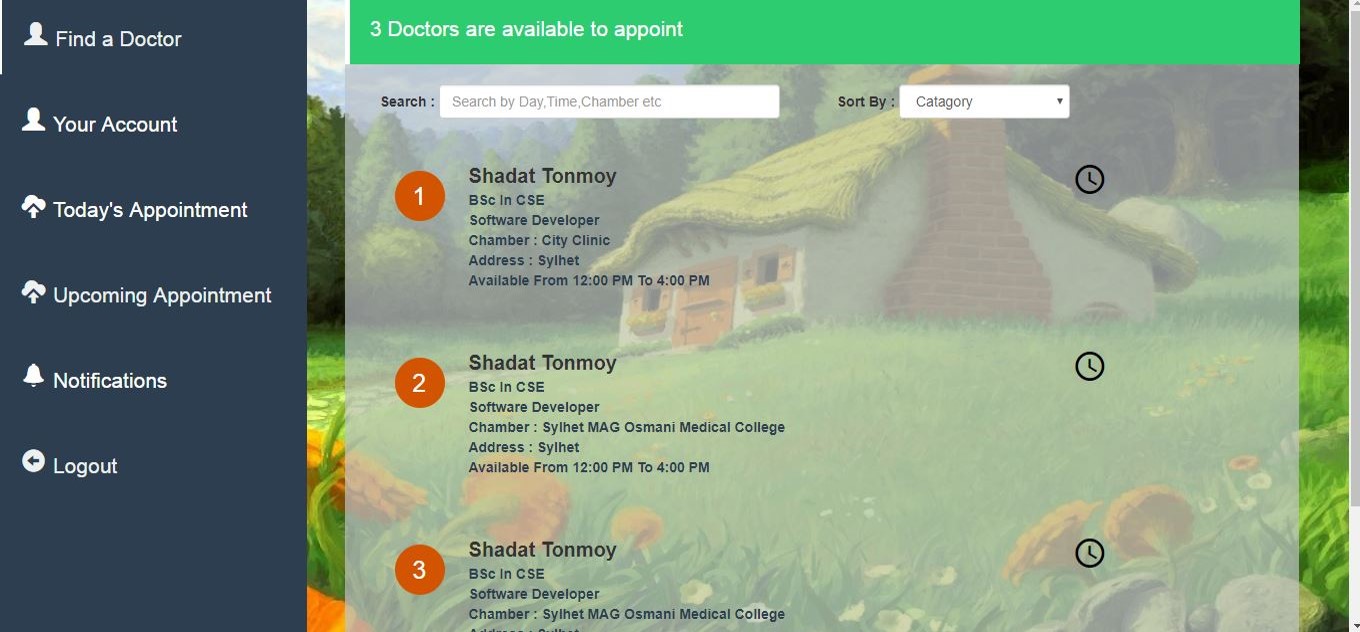 Find a Doctor
Your Account
Today's Appointment
Upcoming Appointment
Notifications
Logout
3 Doctors are available to appoint
Search : Search by Day,Time,Chamber etc Sort By : Catagory
1
Shadat Tonmoy
BSc In CSE
Software Developer
Chamber : City Clinic
Address : Sylhet
Available From 12:00 PM To 4:00 PM
2
Shadat Tonmoy
BSc In CSE
Software Developer
Chamber : Sylhet MAG Osmani Medical College
Address : Sylhet
Available From 12:00 PM To 4:00 PM
3
Shadat Tonmoy
BSc In CSE
Software Developer
Chamber : Sylhet MAG Osmani Medical College
Address : Sylhet